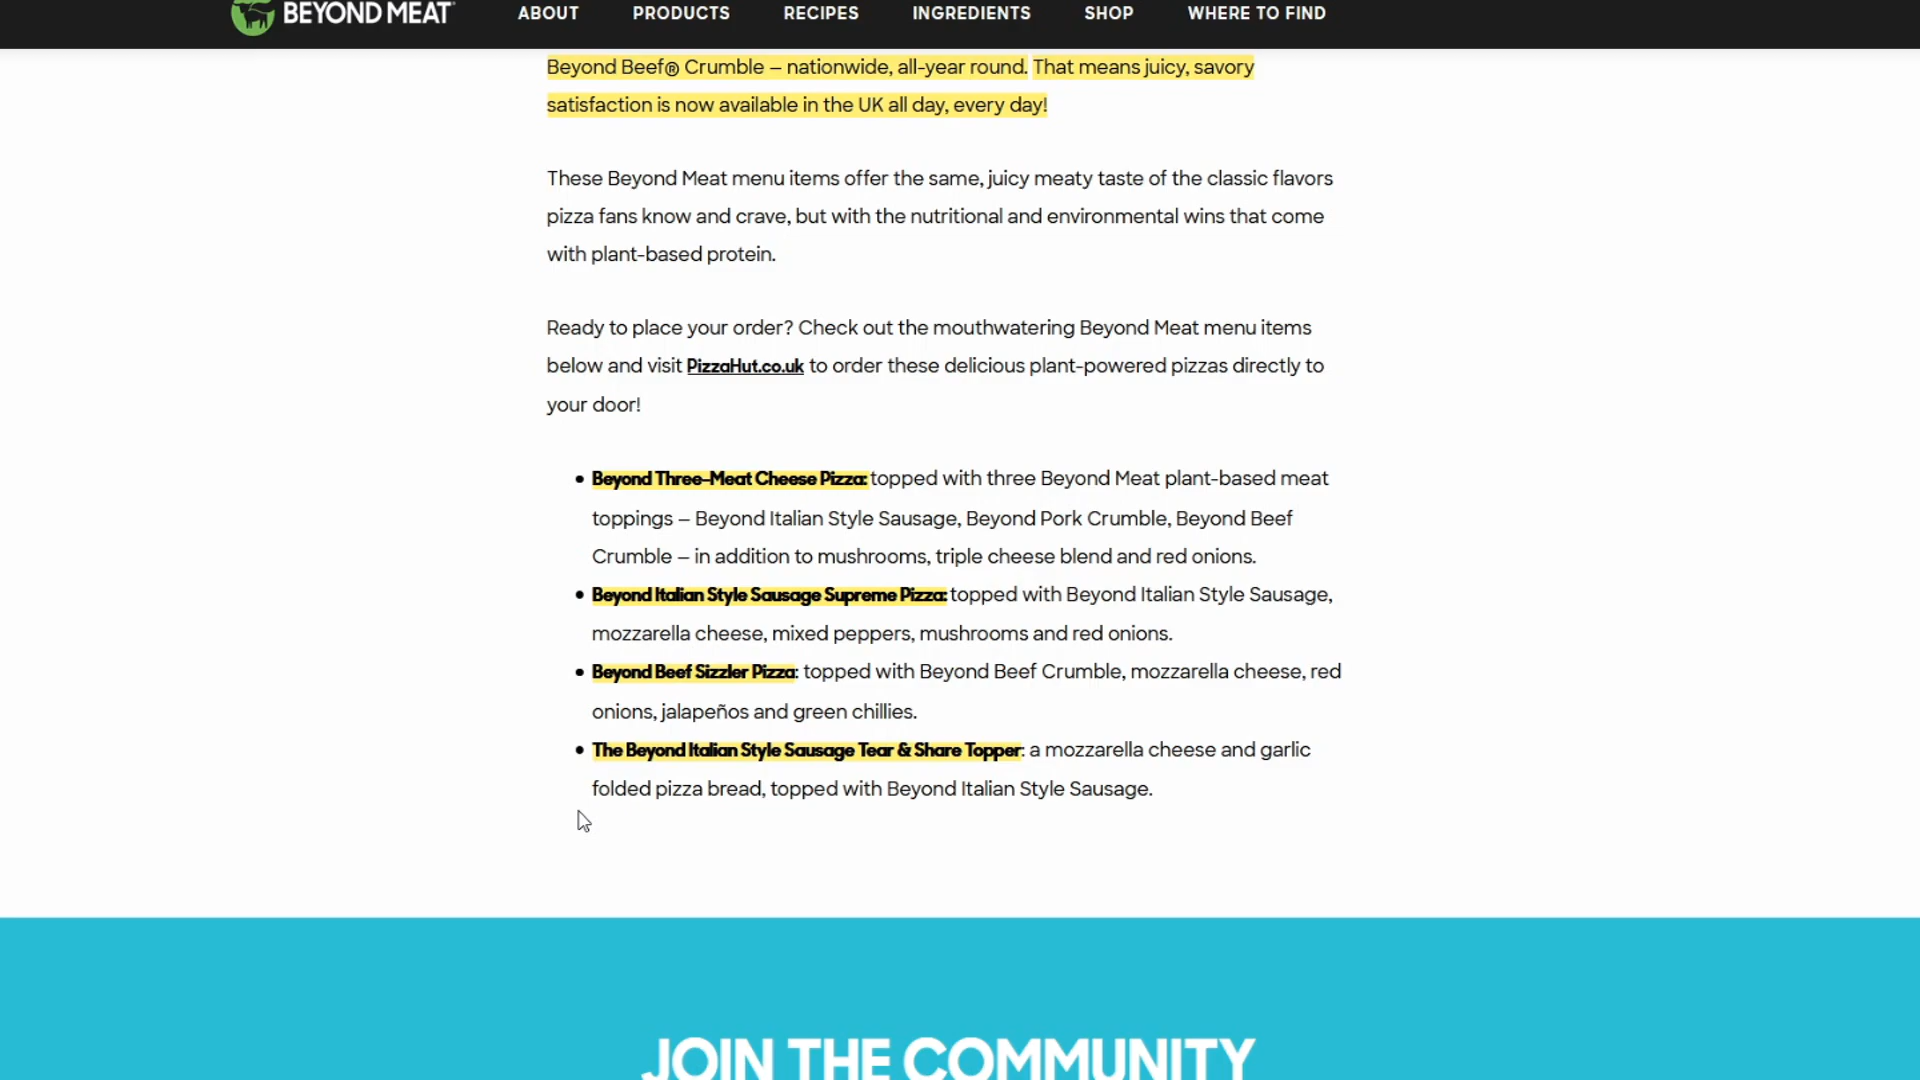 BEYOND MEAT ABOUT PRODUCTS RECIPES INGREDIENTS SHOP WHERE TO FIND
Beyond Beef® Crumble – nationwide, all-year round. That means juicy, savory
satisfaction is now available in the UK all day, every day!
These Beyond Meat menu items offer the same, juicy meaty taste of the classic flavors
pizza fans know and crave, but with the nutritional and environmental wins that come
with plant-based protein.
Ready to place your order? Check out the mouthwatering Beyond Meat menu items
below and visit PizzaHut.co.uk to order these delicious plant-powered pizzas directly to
your door!
• Beyond Three-Meat Cheese Pizza: topped with three Beyond Meat plant-based meat
toppings – Beyond Italian Style Sausage, Beyond Pork Crumble, Beyond Beef
Crumble – in addition to mushrooms, triple cheese blend and red onions.
• Beyond Italian Style Sausage Supreme Pizza: topped with Beyond Italian Style Sausage,
mozzarella cheese, mixed peppers, mushrooms and red onions.
• Beyond Beef Sizzler Pizza: topped with Beyond Beef Crumble, mozzarella cheese, red
onions, jalapeños and green chillies.
• The Beyond Italian Style Sausage Tear & Share Topper: a mozzarella cheese and garlic
folded pizza bread, topped with Beyond Italian Style Sausage.
JOIN THE COMMUNITY